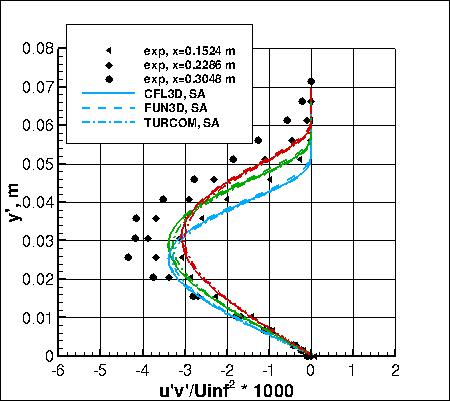 0.08
exp, x=0.1524 m
exp, x=0.2286 m
0.07
exp, x=0.3048 m
CFL3D, SA
FUN3D, SA
0.06
TURCOM, SA
0.05
y', m
0.04
0.03
0.02
0.01
0
-6 -5 -4 -3 -2 -1 0 1 2
u'v'/Uinf² * 1000